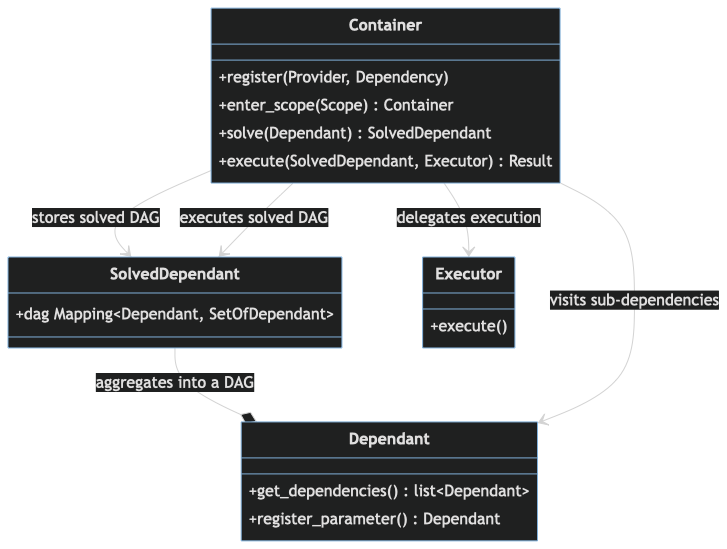 Container
+register(Provider, Dependency)
+enter_scope(Scope) : Container
+solve(Dependant) : SolvedDependant
+execute(SolvedDependant, Executor) : Result
stores solved DAG
executes solved DAG
delegates execution
SolvedDependant
+dag Mapping<Dependant, SetOfDependant>
Executor
+execute()
visits sub-dependencies
aggregates into a DAG
Dependant
+get_dependencies() : list<Dependant>
+register_parameter() : Dependant